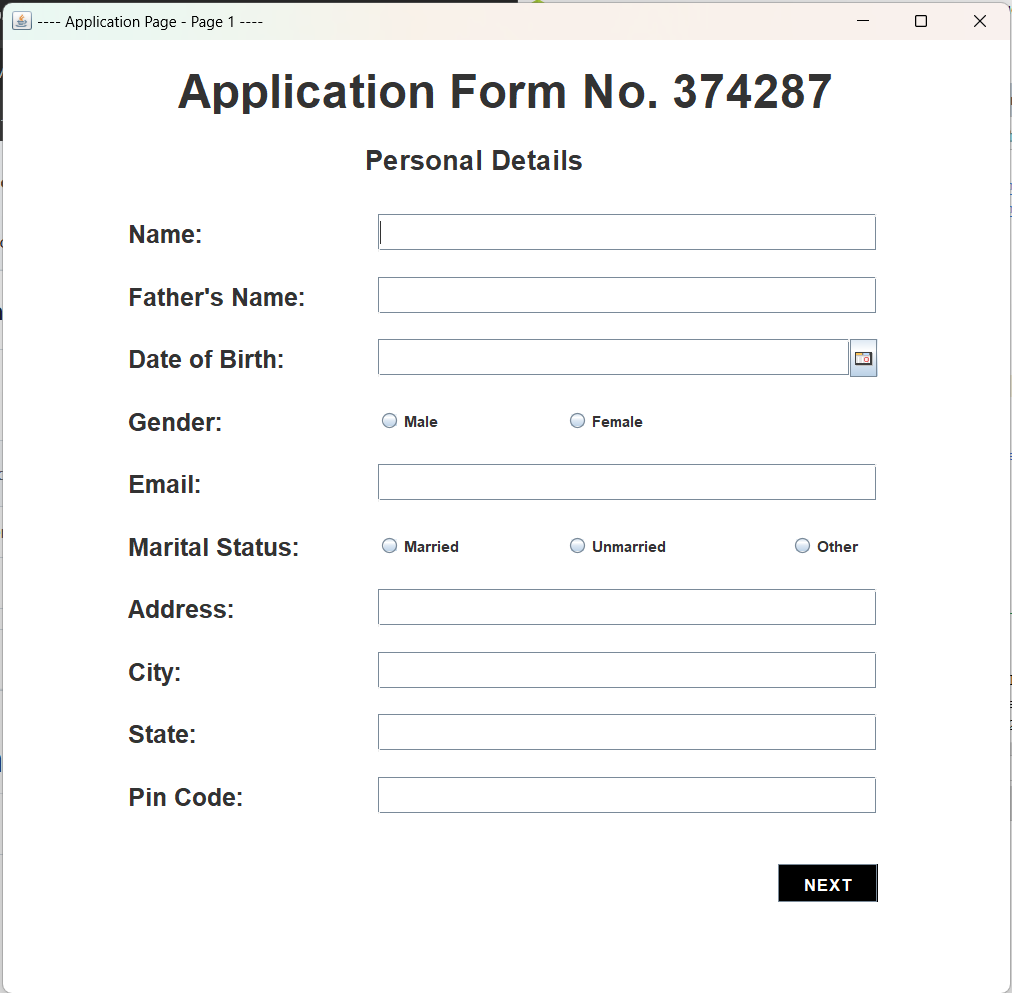 ---- Application Page - Page 1 ----
Application Form No. 374287
Personal Details
Name:
Father's Name:
Date of Birth:
Gender: Male Female
Email:
Marital Status: Married Unmarried Other
Address:
City:
State:
Pin Code:
NEXT